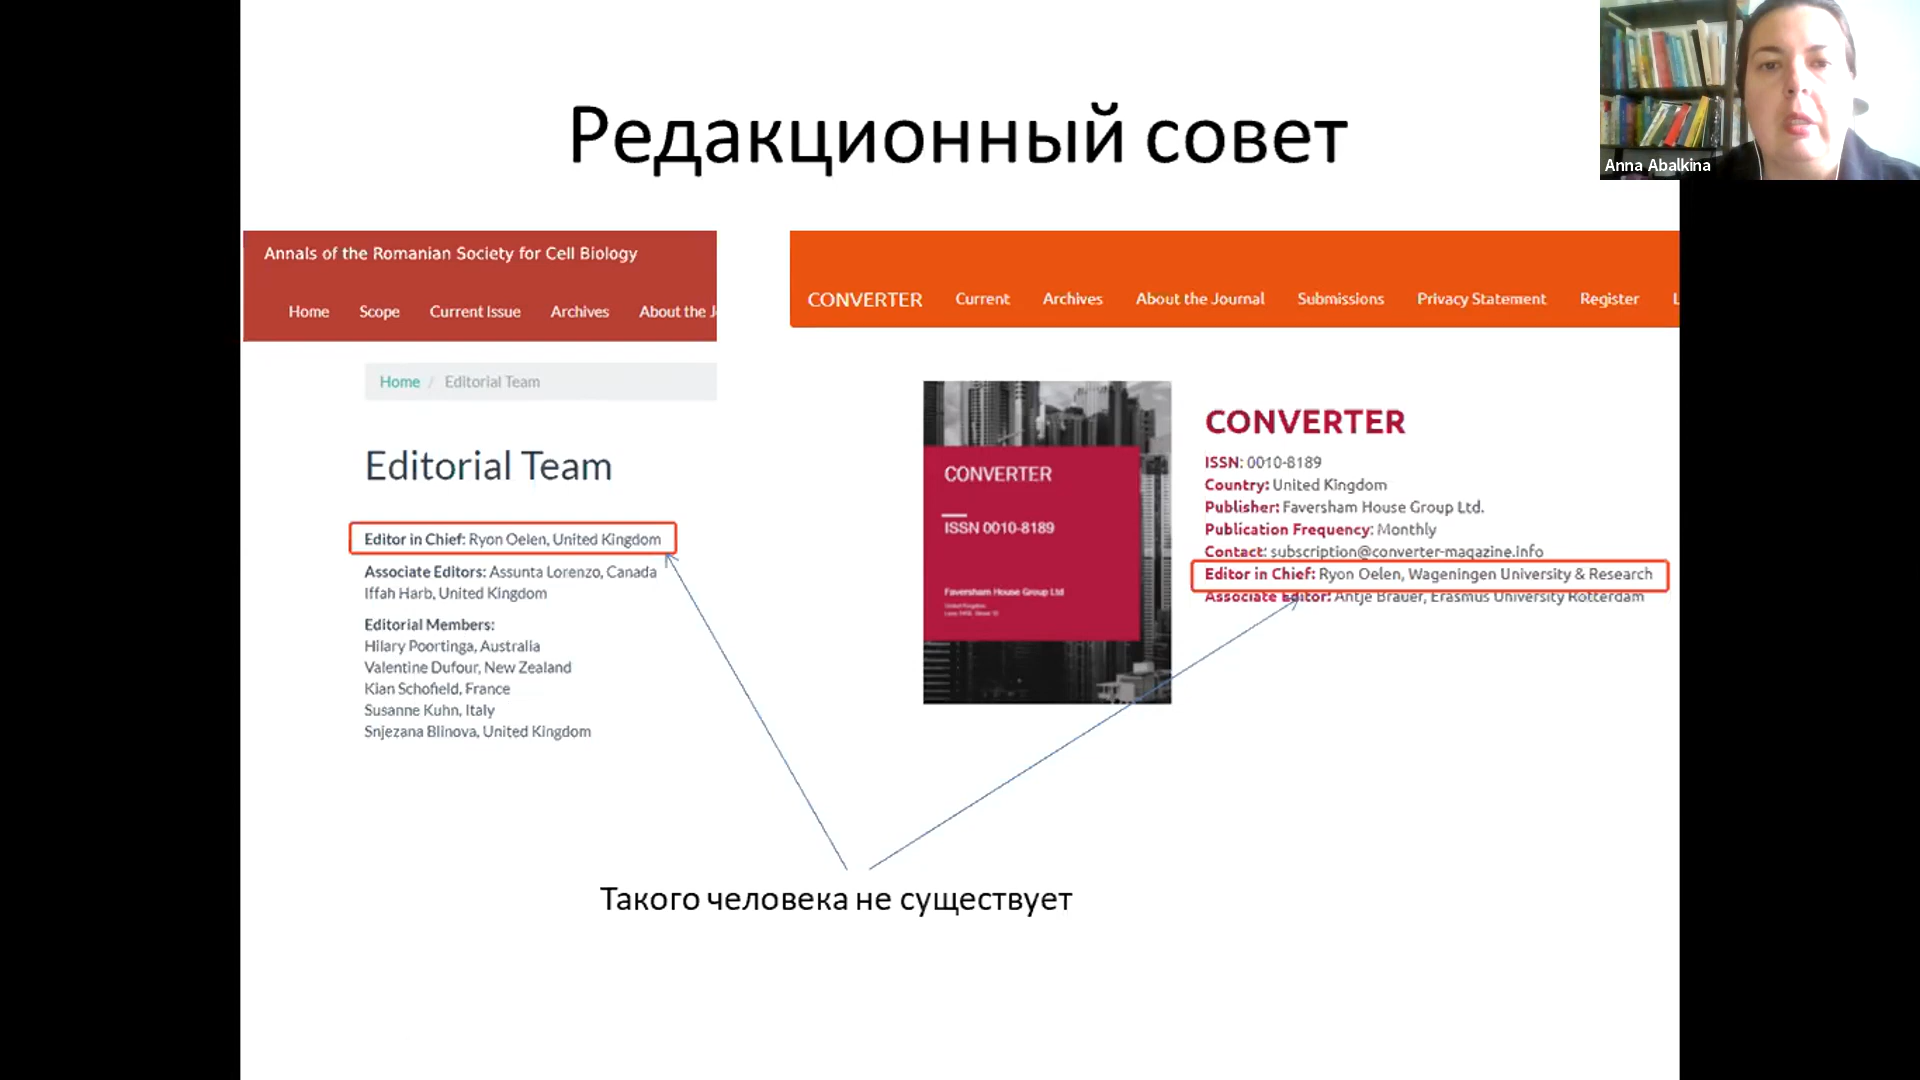 Редакционный совет
Anna Abalkina
Annals of the Romanian Society for Cell Biology
Home Scope Current Issue Archives About the J
Home / Editorial Team
Editorial Team
Editor in Chief: Ryon Oelen, United Kingdom
Associate Editors: Assunta Lorenzo, Canada
Iffah Harb, United Kingdom
Editorial Members:
Hilary Poortinga, Australia
Valentine Dufour, New Zealand
Kian Schofield, France
Susanne Kuhn, Italy
Snjezana Blinova, United Kingdom
CONVERTER Current Archives About the Journal Submissions Privacy Statement Register L
CONVERTER
ISSN 0010-8189
Faversham House Group Ltd
CONVERTER
ISSN: 0010-8189
Country: United Kingdom
Publisher: Faversham House Group Ltd.
Publication Frequency: Monthly
Contact: subscription@converter-magazine.info
Editor in Chief: Ryon Oelen, Wageningen University & Research
Associate Editor: Antje Brauer, Erasmus University Rotterdam
Такого человека не существует